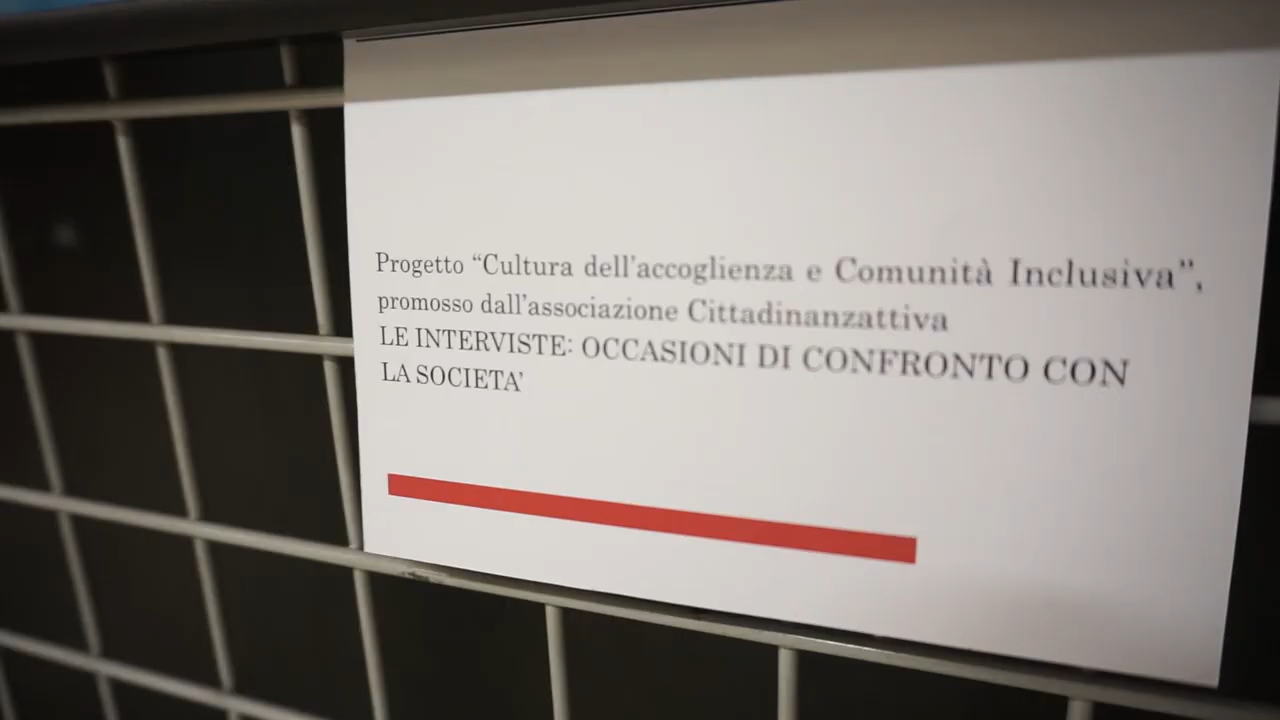 Progetto “Cultura dell’accoglienza e Comunità Inclusiva”,
promosso dall’associazione Cittadinanzattiva
LE INTERVISTE: OCCASIONI DI CONFRONTO CON
LA SOCIETA’